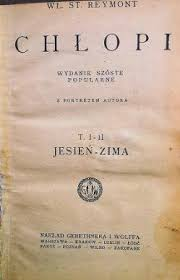 WŁ. ST. REYMONT
CHŁOPI
WYDANIE SZÓSTE
POPULARNE
Z PORTRETEM AUTORA
T. I-II
JESIEŃ-ZIMA
NAKŁAD GEBETHNERA I WOLFFA
WARSZAWA — KRAKÓW — LUBLIN — ŁÓDŹ
PARYŻ — POZNAŃ — WILNO — ZAKOPANE